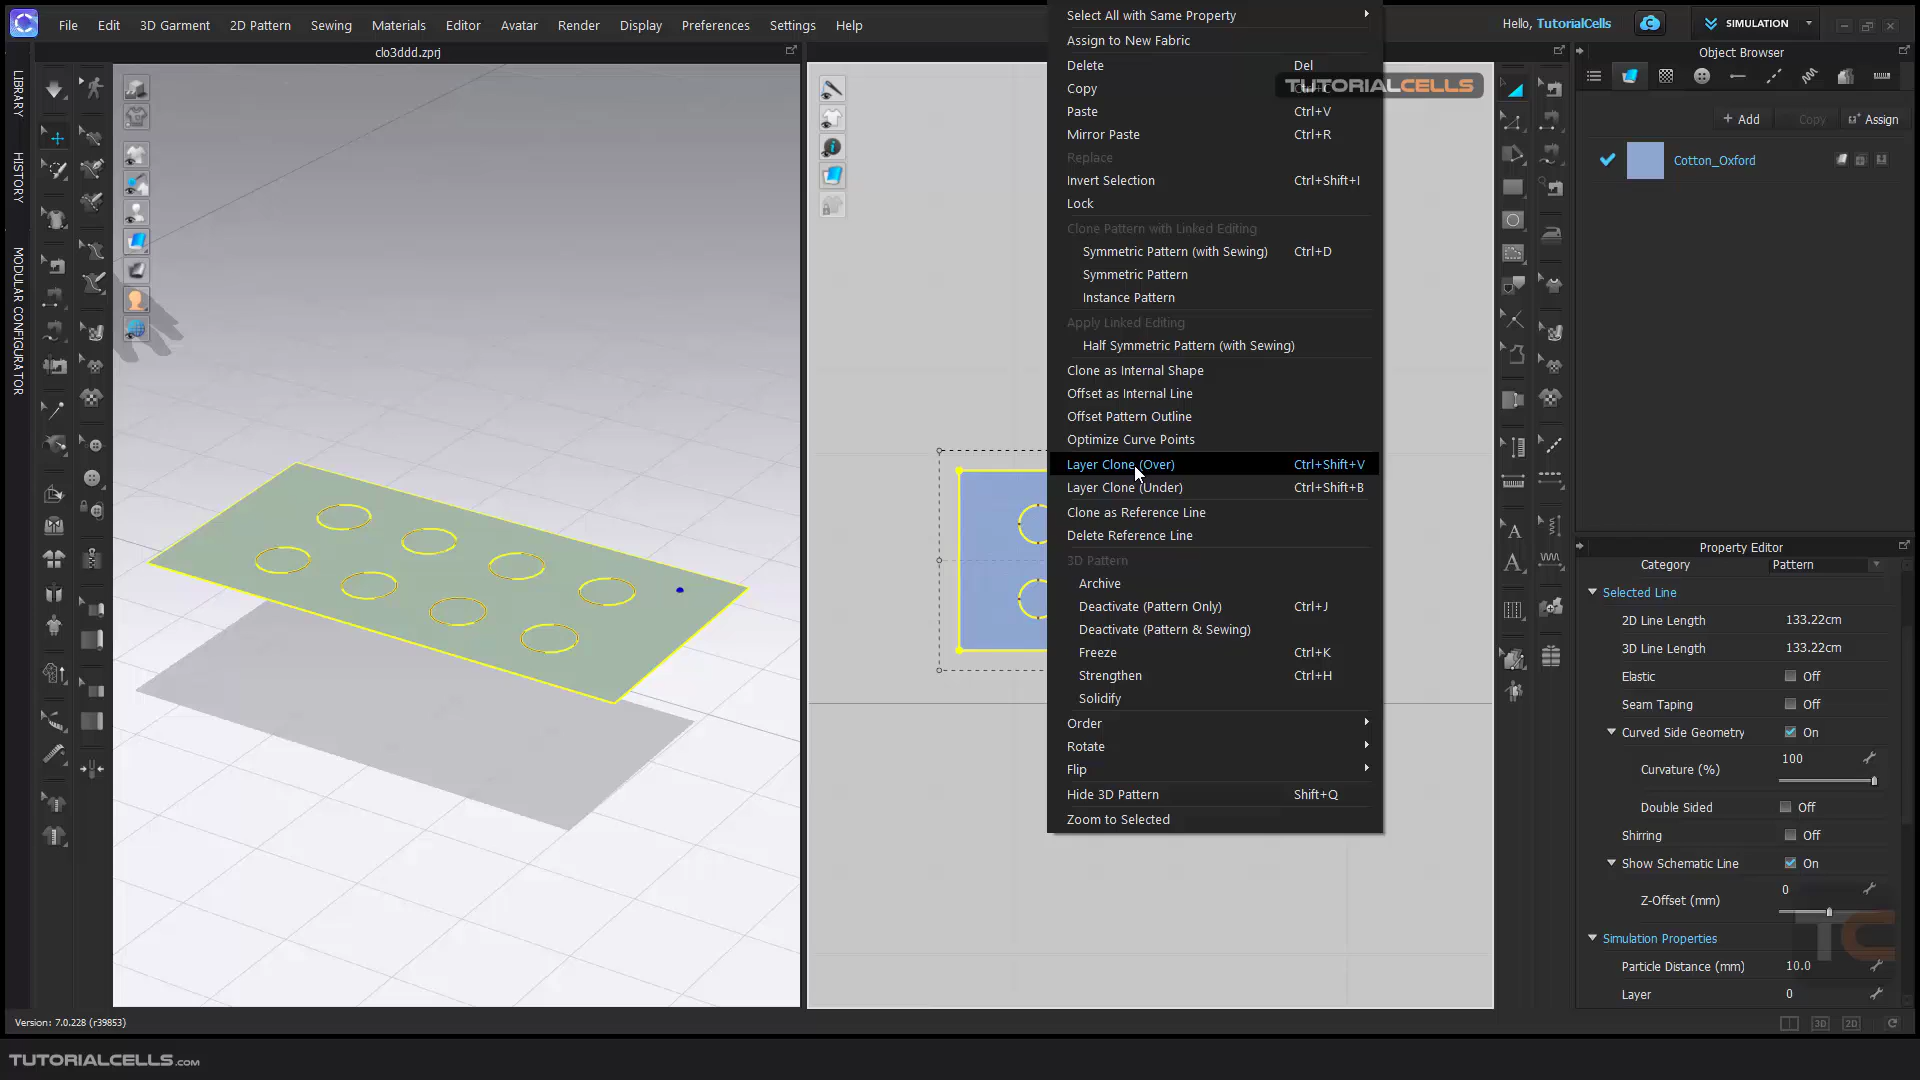 File Edit 3D Garment 2D Pattern Sewing Materials Editor Avatar Render Display Preferences Settings Help
Hello, TutorialCells
SIMULATION
clo3ddd.zprj
LIBRARY
HISTORY
MODULAR CONFIGURATOR
Select All with Same Property
Assign to New Fabric
Delete Del
Copy
Paste Ctrl+V
Mirror Paste Ctrl+R
Replace
Invert Selection Ctrl+Shift+I
Lock
Clone Pattern with Linked Editing
Symmetric Pattern (with Sewing) Ctrl+D
Symmetric Pattern
Instance Pattern
Apply Linked Editing
Half Symmetric Pattern (with Sewing)
Clone as Internal Shape
Offset as Internal Line
Offset Pattern Outline
Optimize Curve Points
Layer Clone (Over) Ctrl+Shift+V
Layer Clone (Under) Ctrl+Shift+B
Clone as Reference Line
Delete Reference Line
3D Pattern
Archive
Deactivate (Pattern Only) Ctrl+J
Deactivate (Pattern & Sewing)
Freeze Ctrl+K
Strengthen Ctrl+H
Solidify
Order
Rotate
Flip
Hide 3D Pattern Shift+Q
Zoom to Selected
TUTORIALCELLS
Object Browser
+ Add Copy Assign
Cotton_Oxford
Property Editor
Category Pattern
Selected Line
2D Line Length 133.22cm
3D Line Length 133.22cm
Elastic Off
Seam Taping Off
Curved Side Geometry On
Curvature (%) 100
Double Sided Off
Shirring Off
Show Schematic Line On
Z-Offset (mm) 0
TC
Simulation Properties
Particle Distance (mm) 10.0
Layer 0
3D 2D
Version: 7.0.228 (r39853)
TUTORIALCELLS.com